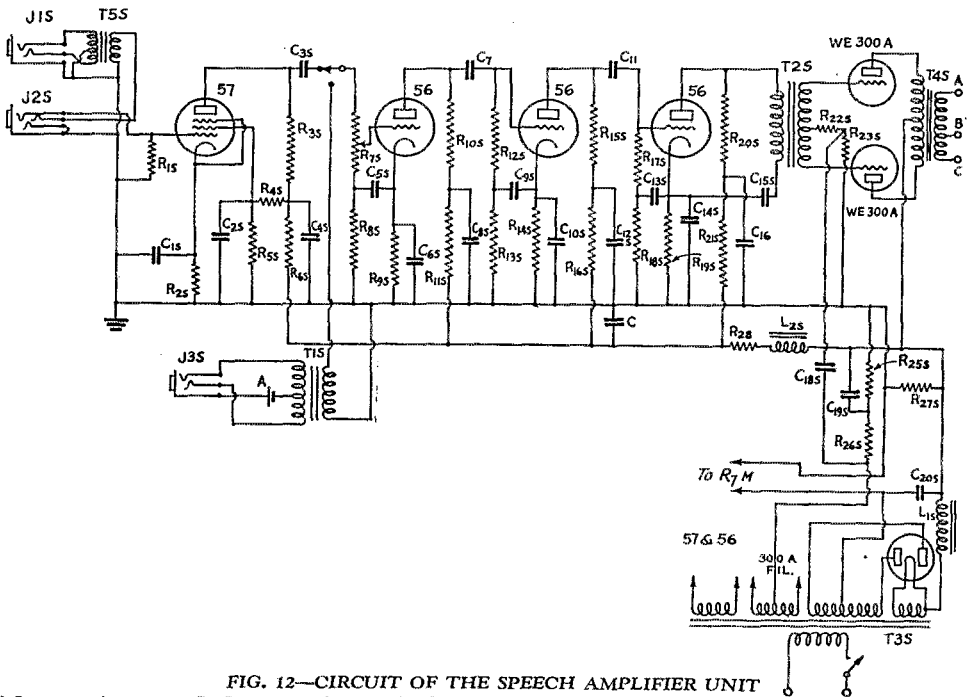 J1S T5S
J2S
57
C3S
56
C7
56
C11
56
T2S
WE 300A
T4S
A
B
C
R1S
R3S
R7S
R10S
R12S
R15S
R17S
R20S
R22S
R23S
C5S
C9S
C13S
C15S
WE 300A
R4S
C2S
R5S
C4S
R6S
R8S
C6S
R9S
C8S
R11S
R14S
R13S
C10S
C12S
R16S
C14S
R18S
R19S
R21S
C16
C1S
R2S
C
R28
L2S
J3S
T1S
A
C18S
R25S
C19S
R27S
R26S
To R7M
C20S
L1S
57 & 56
300A
FIL.
T3S
FIG. 12—CIRCUIT OF THE SPEECH AMPLIFIER UNIT